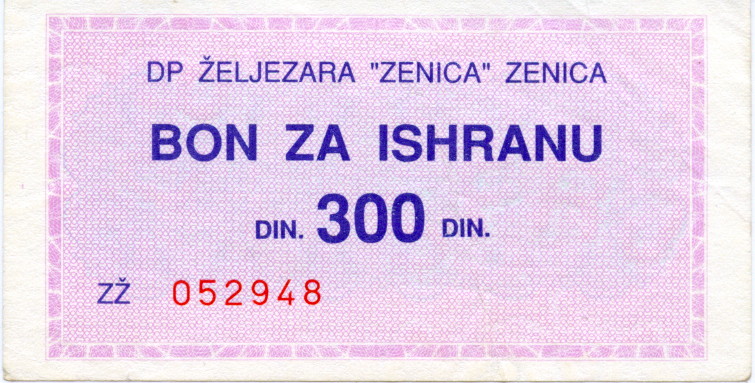 DP ŽELJEZARA "ZENICA" ZENICA
BON ZA ISHRANU
DIN. 300 DIN.
ZŽ 052948